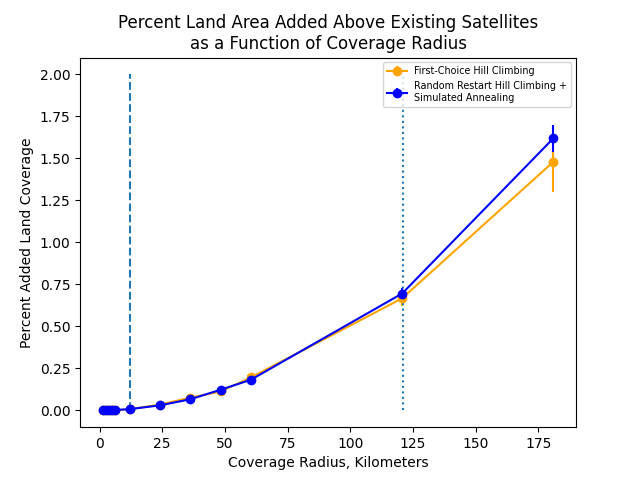 Percent Land Area Added Above Existing Satellites
as a Function of Coverage Radius
First-Choice Hill Climbing
Random Restart Hill Climbing +
Simulated Annealing
Percent Added Land Coverage
2.00
1.75
1.50
1.25
1.00
0.75
0.50
0.25
0.00
0 25 50 75 100 125 150 175
Coverage Radius, Kilometers